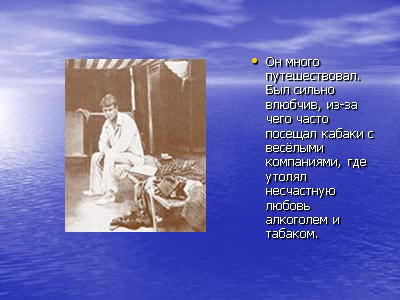 Он много
путешествовал.
Был сильно
влюбчив, из-за
чего часто
посещал кабаки с
весёлыми
компаниями, где
утолял
несчастную
любовь
алкоголем и
табаком.